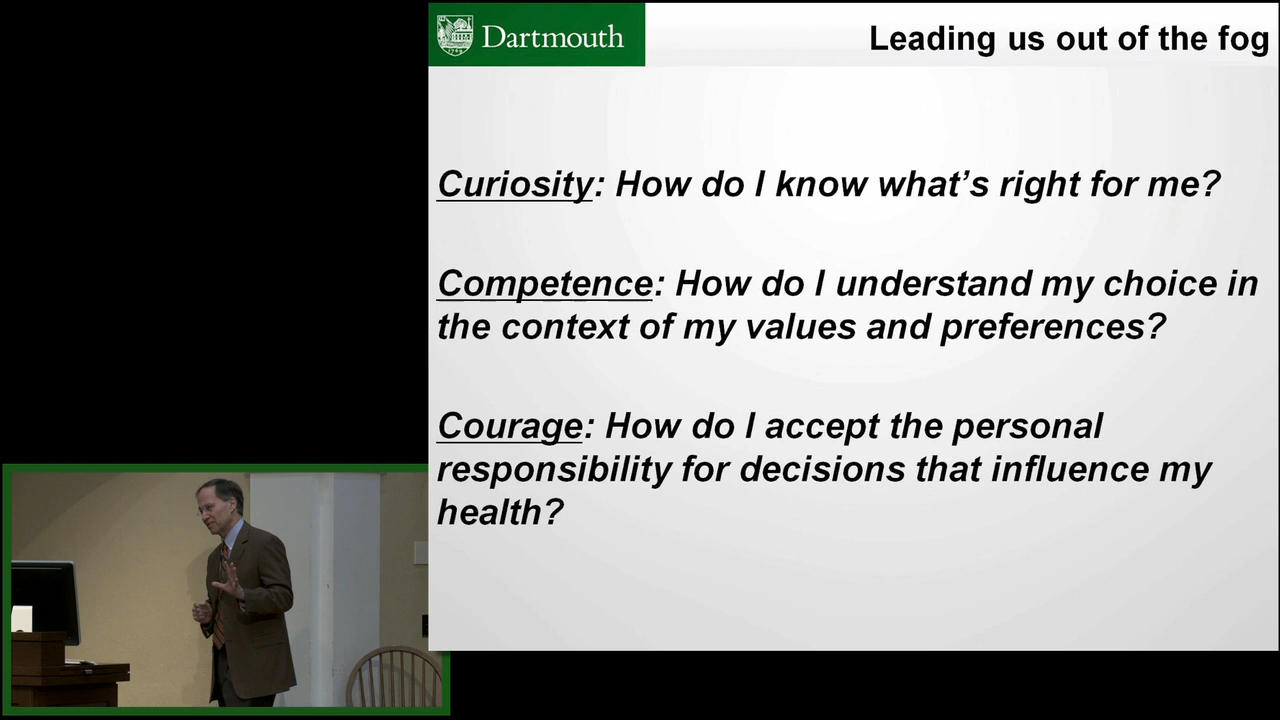 Dartmouth
Leading us out of the fog
Curiosity: How do I know what’s right for me?
Competence: How do I understand my choice in
the context of my values and preferences?
Courage: How do I accept the personal
responsibility for decisions that influence my
health?